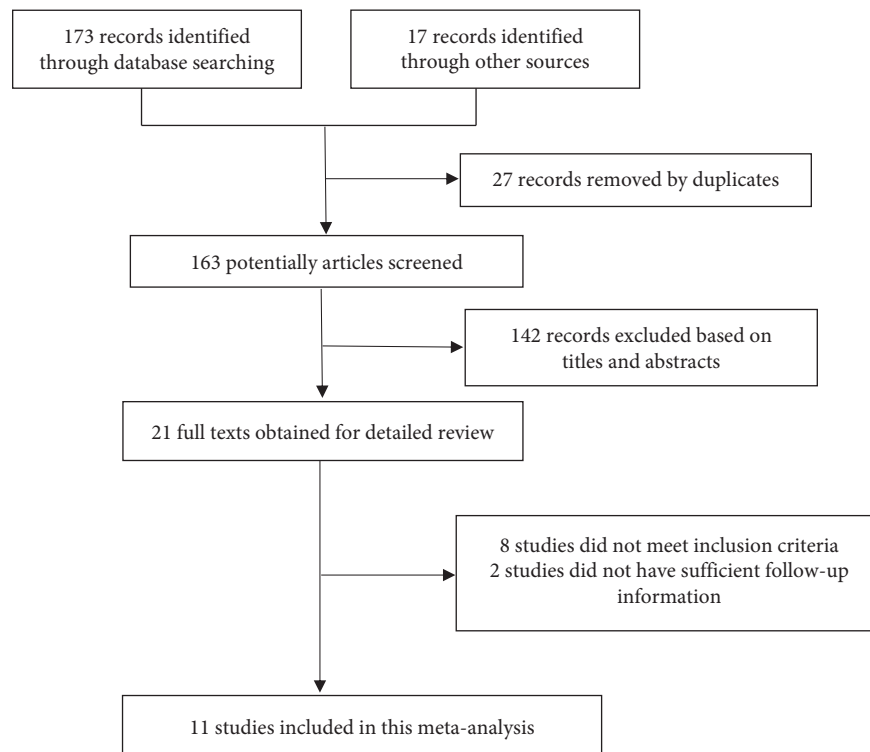 173 records identified
through database searching
17 records identified
through other sources
27 records removed by duplicates
163 potentially articles screened
142 records excluded based on
titles and abstracts
21 full texts obtained for detailed review
8 studies did not meet inclusion criteria
2 studies did not have sufficient follow-up
information
11 studies included in this meta-analysis